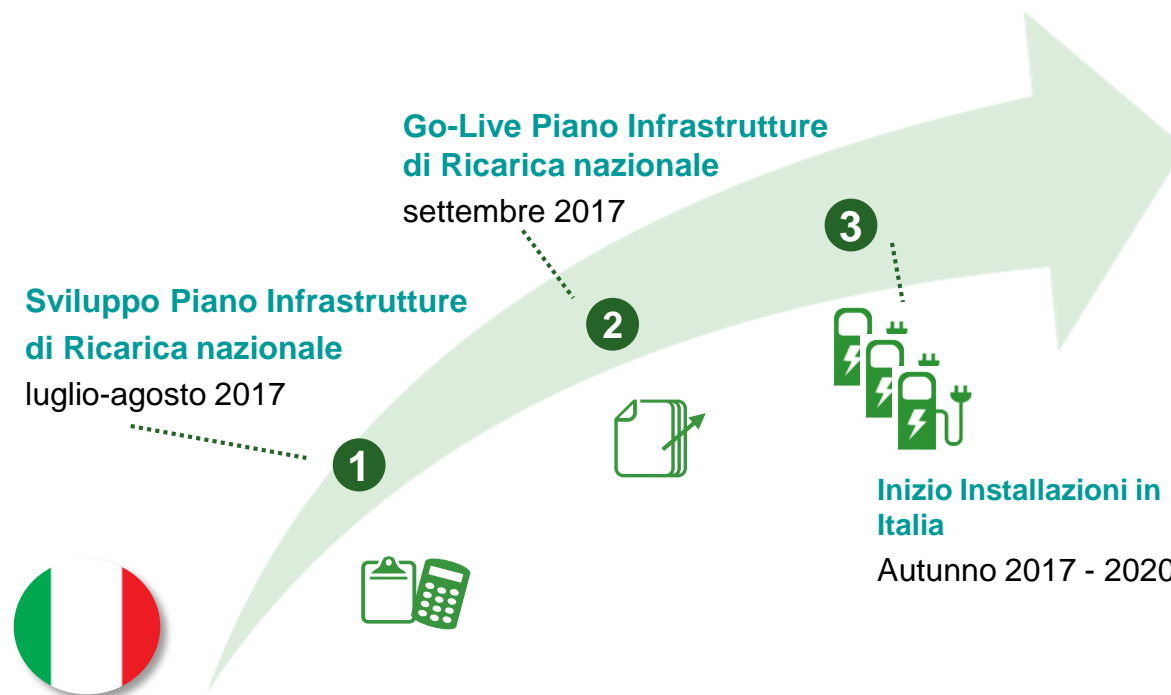 Go-Live Piano Infrastrutture
di Ricarica nazionale
settembre 2017
3
Sviluppo Piano Infrastrutture
di Ricarica nazionale
luglio-agosto 2017
2
1
Inizio Installazioni in
Italia
Autunno 2017 - 2020